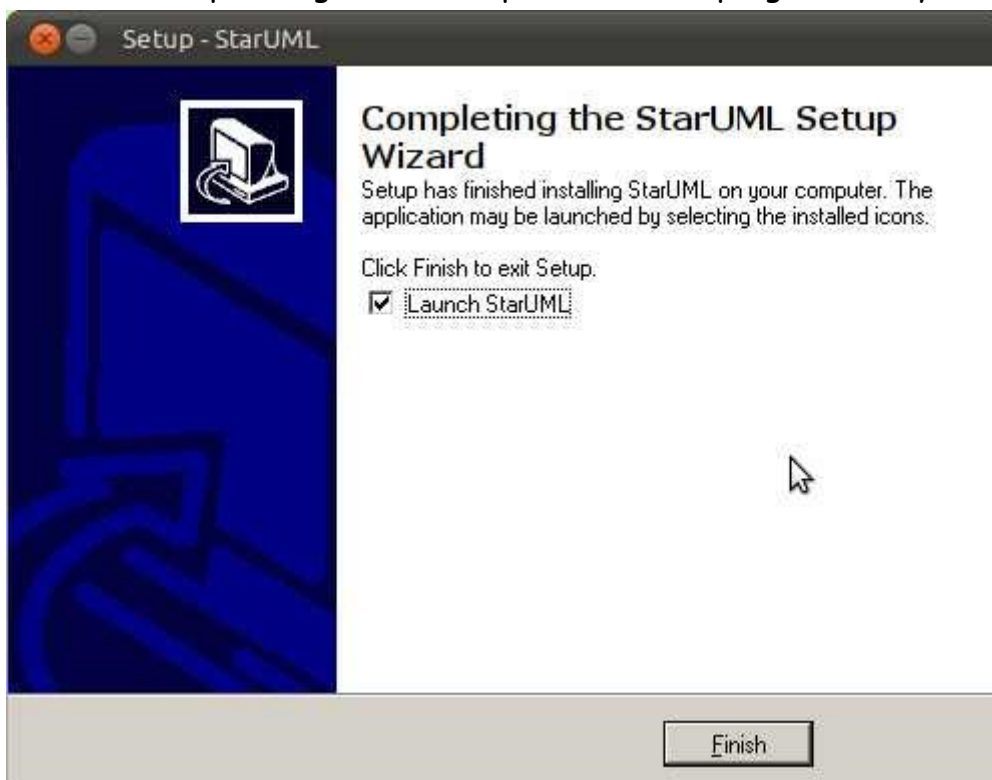 Setup - StarUML
Completing the StarUML Setup
Wizard
Setup has finished installing StarUML on your computer. The
application may be launched by selecting the installed icons.
Click Finish to exit Setup.
Launch StarUML
Finish